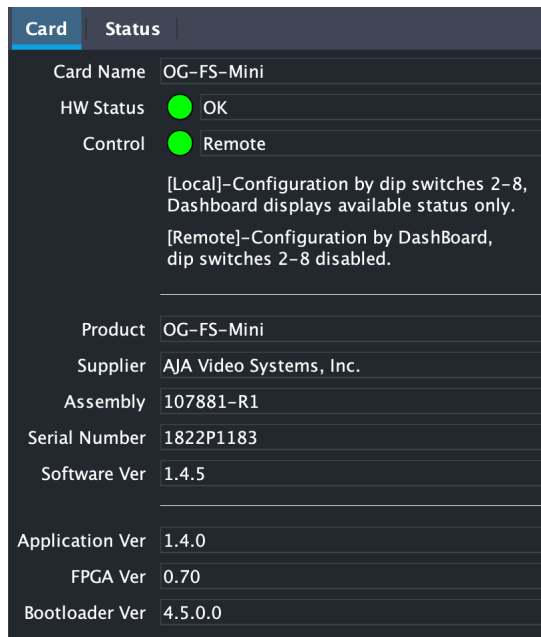 Card Status
Card Name OG-FS-Mini
HW Status OK
Control Remote
[Local]-Configuration by dip switches 2-8,
Dashboard displays available status only.
[Remote]-Configuration by DashBoard,
dip switches 2-8 disabled.
Product OG-FS-Mini
Supplier AJA Video Systems, Inc.
Assembly 107881-R1
Serial Number 1822P1183
Software Ver 1.4.5
Application Ver 1.4.0
FPGA Ver 0.70
Bootloader Ver 4.5.0.0